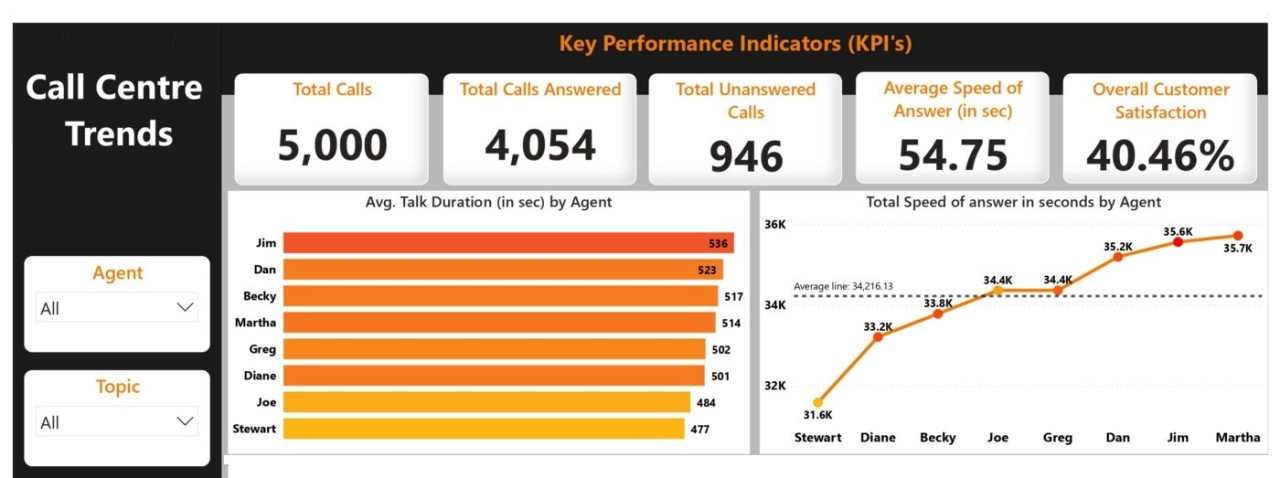 Call Centre
Trends
Key Performance Indicators (KPI's)
Total Calls
5,000
Total Calls Answered
4,054
Total Unanswered
Calls
946
Average Speed of
Answer (in sec)
54.75
Overall Customer
Satisfaction
40.46%
Agent
All
Topic
All
Avg. Talk Duration (in sec) by Agent
Jim 536
Dan 523
Becky 517
Martha 514
Greg 502
Diane 501
Joe 484
Stewart 477
Total Speed of answer in seconds by Agent
36K
34K
32K
Average line: 34,216.13
31.6K
33.2K
33.8K
34.4K
34.4K
35.2K
35.6K
35.7K
Stewart Diane Becky Joe Greg Dan Jim Martha